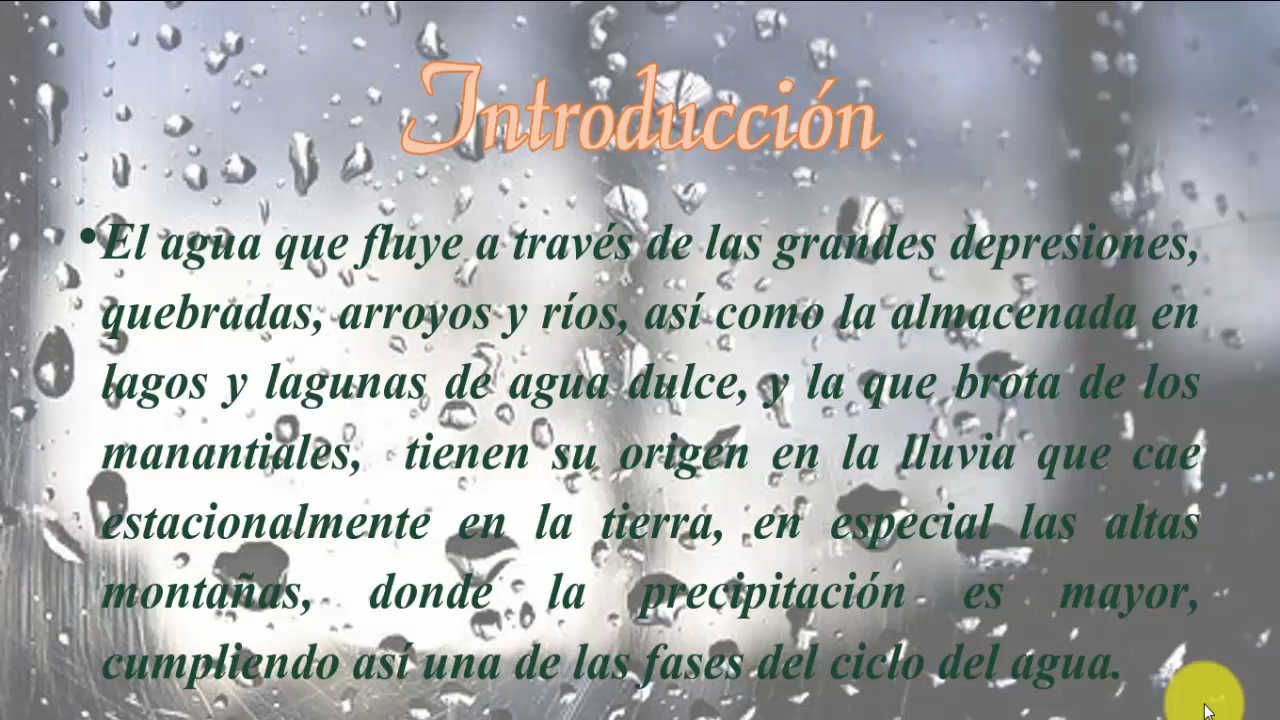 Introducción
•El agua que fluye a través de las grandes depresiones,
quebradas, arroyos y ríos, así como la almacenada en
lagos y lagunas de agua dulce, y la que brota de los
manantiales, tienen su origen en la lluvia que cae
estacionalmente en la tierra, en especial las altas
montañas, donde la precipitación es mayor,
cumpliendo así una de las fases del ciclo del agua.